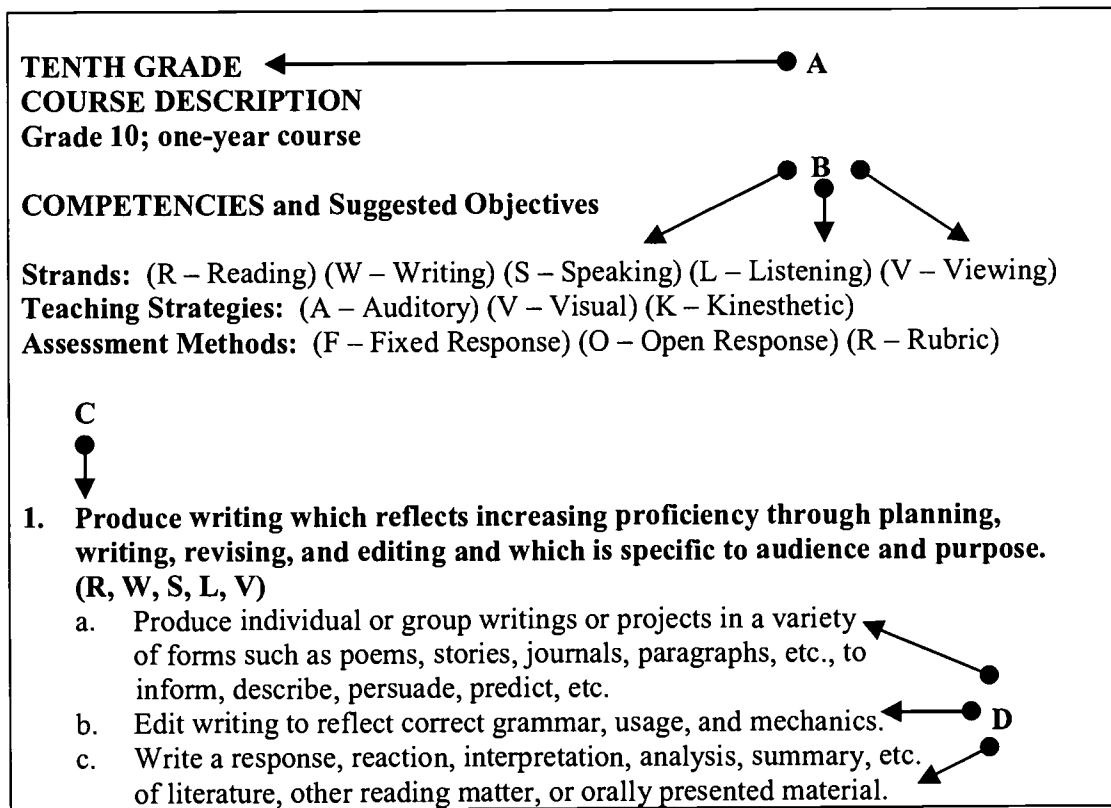 TENTH GRADE A
COURSE DESCRIPTION
Grade 10; one-year course
B
COMPETENCIES and Suggested Objectives
Strands: (R – Reading) (W – Writing) (S – Speaking) (L – Listening) (V – Viewing)
Teaching Strategies: (A – Auditory) (V – Visual) (K – Kinesthetic)
Assessment Methods: (F – Fixed Response) (O – Open Response) (R – Rubric)
C
1. Produce writing which reflects increasing proficiency through planning,
writing, revising, and editing and which is specific to audience and purpose.
(R, W, S, L, V)
a. Produce individual or group writings or projects in a variety
of forms such as poems, stories, journals, paragraphs, etc., to
inform, describe, persuade, predict, etc.
b. Edit writing to reflect correct grammar, usage, and mechanics. D
c. Write a response, reaction, interpretation, analysis, summary, etc.
of literature, other reading matter, or orally presented material.